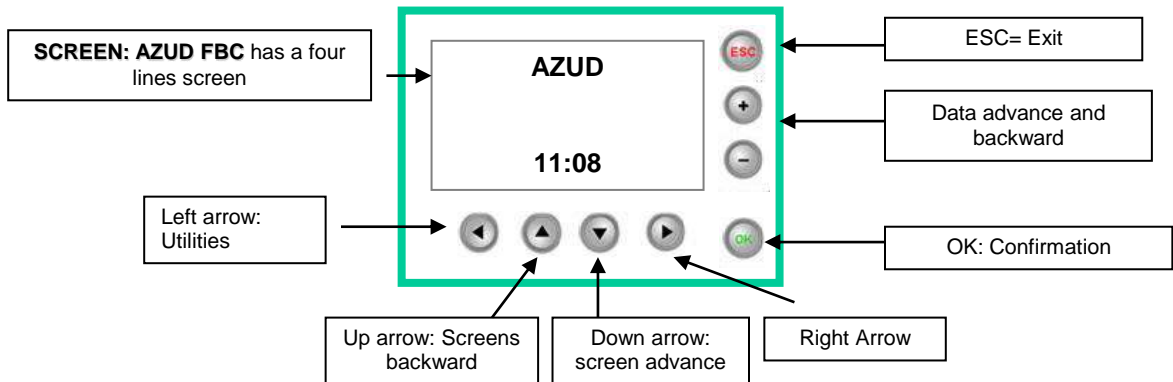 SCREEN: AZUD FBC has a four
lines screen
AZUD
11:08
ESC
+
-
OK
ESC= Exit
Data advance and
backward
OK: Confirmation
Left arrow:
Utilities
Up arrow: Screens
backward
Down arrow:
screen advance
Right Arrow